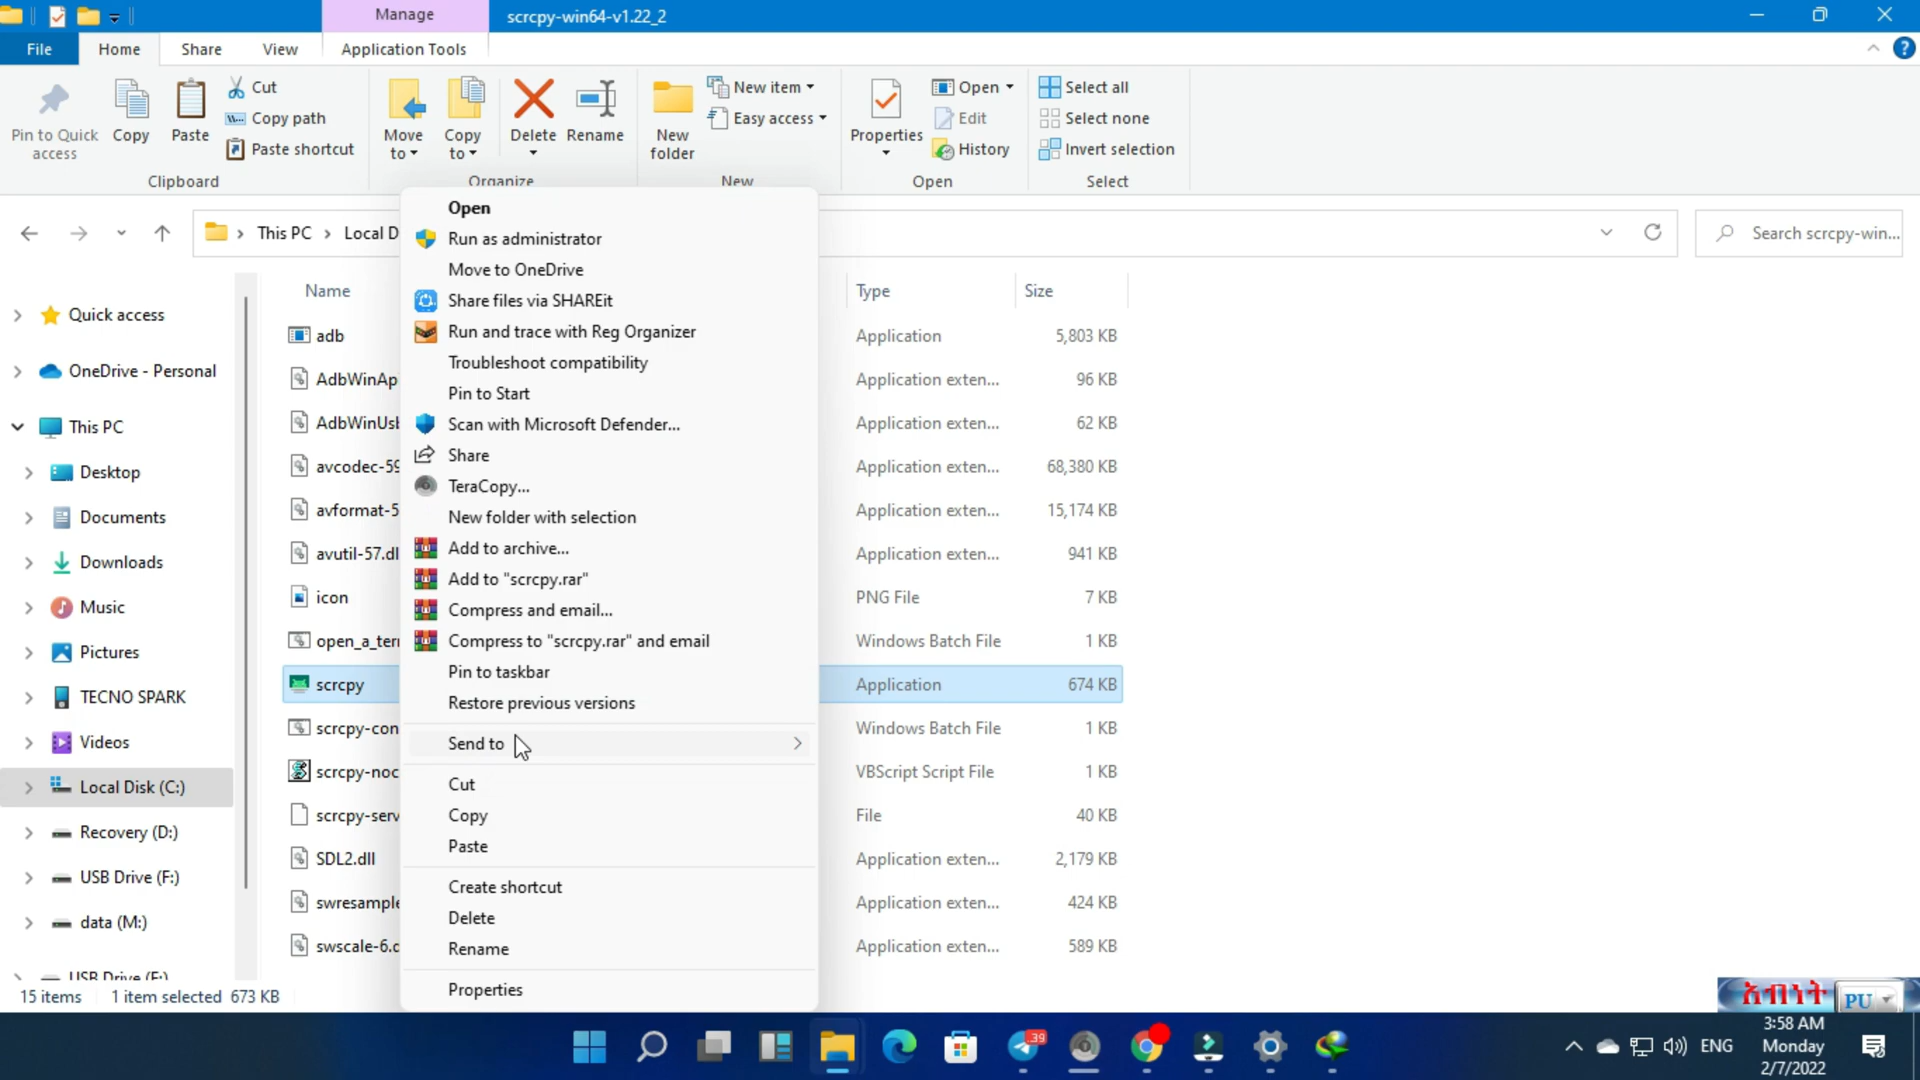 Manage
scrcpy-win64-v1.22_2
File
Home
Share
View
Application Tools
Pin to Quick
access
Copy
Paste
Cut
Copy path
Paste shortcut
Move
to
Copy
to
Delete
Rename
New
folder
New item
Easy access
Properties
Open
Edit
History
Select all
Select none
Invert selection
Clipboard
Organize
New
Open
Select
This PC
Local D
Search scrcpy-win...
Quick access
OneDrive - Personal
This PC
Desktop
Documents
Downloads
Music
Pictures
TECNO SPARK
Videos
Local Disk (C:)
Recovery (D:)
USB Drive (F:)
data (M:)
USB Drive (F:)
Name
Type
Size
adb
Application
5,803 KB
AdbWinAp
Application exten...
96 KB
AdbWinUsb
Application exten...
62 KB
avcodec-59
Application exten...
68,380 KB
avformat-5
Application exten...
15,174 KB
avutil-57.dl
Application exten...
941 KB
icon
PNG File
7 KB
open_a_terr
Windows Batch File
1 KB
scrcpy
Application
674 KB
scrcpy-con
Windows Batch File
1 KB
scrcpy-noc
VBScript Script File
1 KB
scrcpy-serv
File
40 KB
SDL2.dll
Application exten...
2,179 KB
swresample
Application exten...
424 KB
swscale-6.d
Application exten...
589 KB
Open
Run as administrator
Move to OneDrive
Share files via SHAREit
Run and trace with Reg Organizer
Troubleshoot compatibility
Pin to Start
Scan with Microsoft Defender...
Share
TeraCopy...
New folder with selection
Add to archive...
Add to "scrcpy.rar"
Compress and email...
Compress to "scrcpy.rar" and email
Pin to taskbar
Restore previous versions
Send to
Cut
Copy
Paste
Create shortcut
Delete
Rename
Properties
15 items
1 item selected 673 KB
አብነት
PU
39
ENG
3:58 AM
Monday
2/7/2022